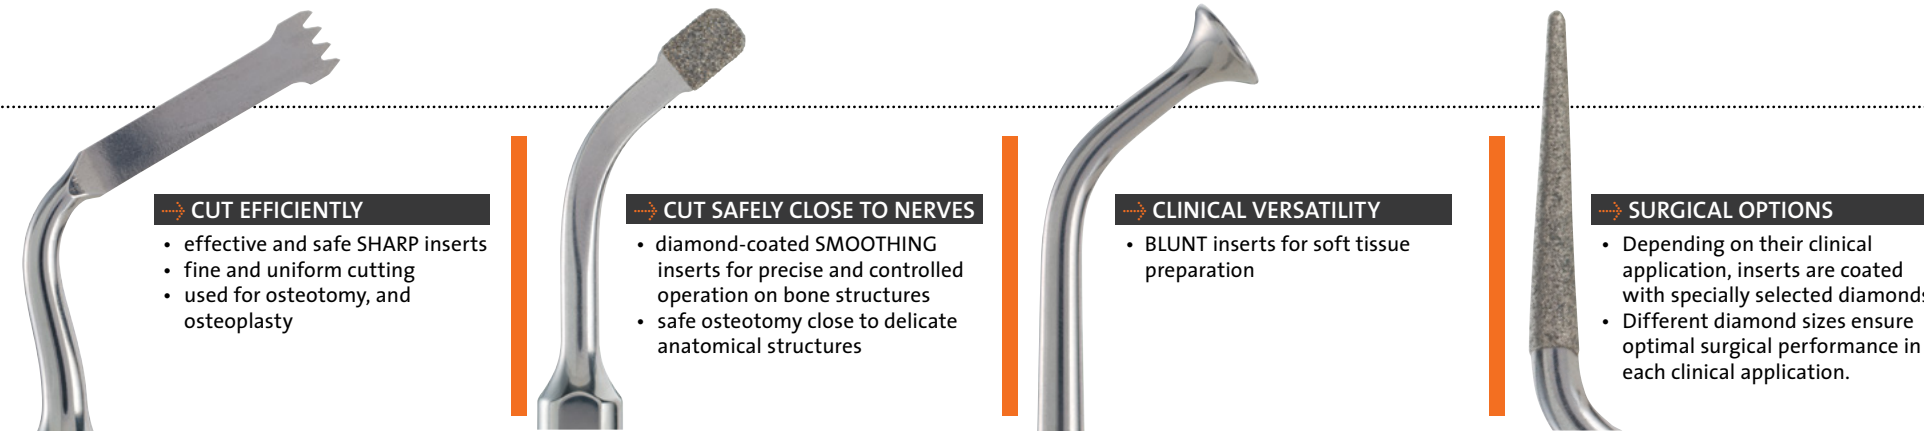 CUT EFFICIENTLY
• effective and safe SHARP inserts
• fine and uniform cutting
• used for osteotomy, and
osteoplasty
CUT SAFELY CLOSE TO NERVES
• diamond-coated SMOOTHING
inserts for precise and controlled
operation on bone structures
• safe osteotomy close to delicate
anatomical structures
CLINICAL VERSATILITY
• BLUNT inserts for soft tissue
preparation
SURGICAL OPTIONS
• Depending on their clinical
application, inserts are coated
with specially selected diamonds
• Different diamond sizes ensure
optimal surgical performance in
each clinical application.